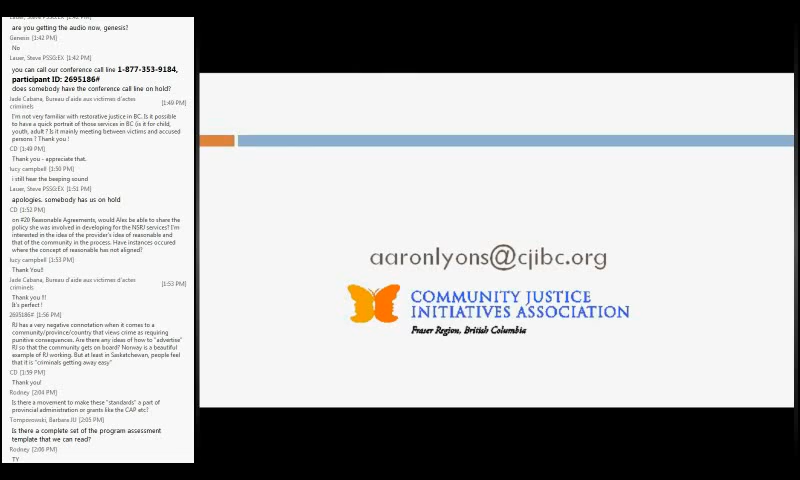 are you getting the audio now, genesis?
Genesis [1:42 PM]
No
Lauer, Steve PSSG:EX [1:42 PM]
you can call our conference call line 1-877-353-9184,
participant ID: 2695186#
does somebody have the conference call line on hold?
Jade Cabana, Bureau d'aide aux victimes d'actes
criminels [1:49 PM]
I'm not very familiar with restorative justice in BC. Is it possible
to have a quick portrait of those services in BC (is it for child,
youth, adult ? Is it mainly meeting between victims and accused
persons ? Thank you !
CD [1:49 PM]
Thank you - appreciate that.
lucy campbell [1:50 PM]
i still hear the beeping sound
Lauer, Steve PSSG:EX [1:51 PM]
apologies. somebody has us on hold
CD [1:52 PM]
on #20 Reasonable Agreements, would Alex be able to share the
policy she was involved in developing for the NSRJ services? I'm
interested in the idea of the provider's idea of reasonable and
that of the community in the process. Have instances occured
where the concept of reasonable has not aligned?
lucy campbell [1:53 PM]
Thank You!!
Jade Cabana, Bureau d'aide aux victimes d'actes
criminels [1:53 PM]
Thank you !!!
It's perfect !
2695186# [1:56 PM]
RJ has a very negative connotation when it comes to a
community/province/country that views crime as requiring
punitive consequences. Are there any ideas of how to "advertise"
RJ so that the community gets on board? Norway is a beautiful
example of RJ working. But at least in Saskatchewan, people feel
that it is "criminals getting away easy"
CD [1:59 PM]
Thank you!
Rodney [2:04 PM]
Is there a movement to make these "standards" a part of
provincial administration or grants like the CAP etc?
Tomporowski, Barbara JU [2:05 PM]
Is there a complete set of the program assessment
template that we can read?
Rodney [2:06 PM]
TY
aaronlyons@cjibc.org
COMMUNITY JUSTICE
INITIATIVES ASSOCIATION
Fraser Region, British Columbia